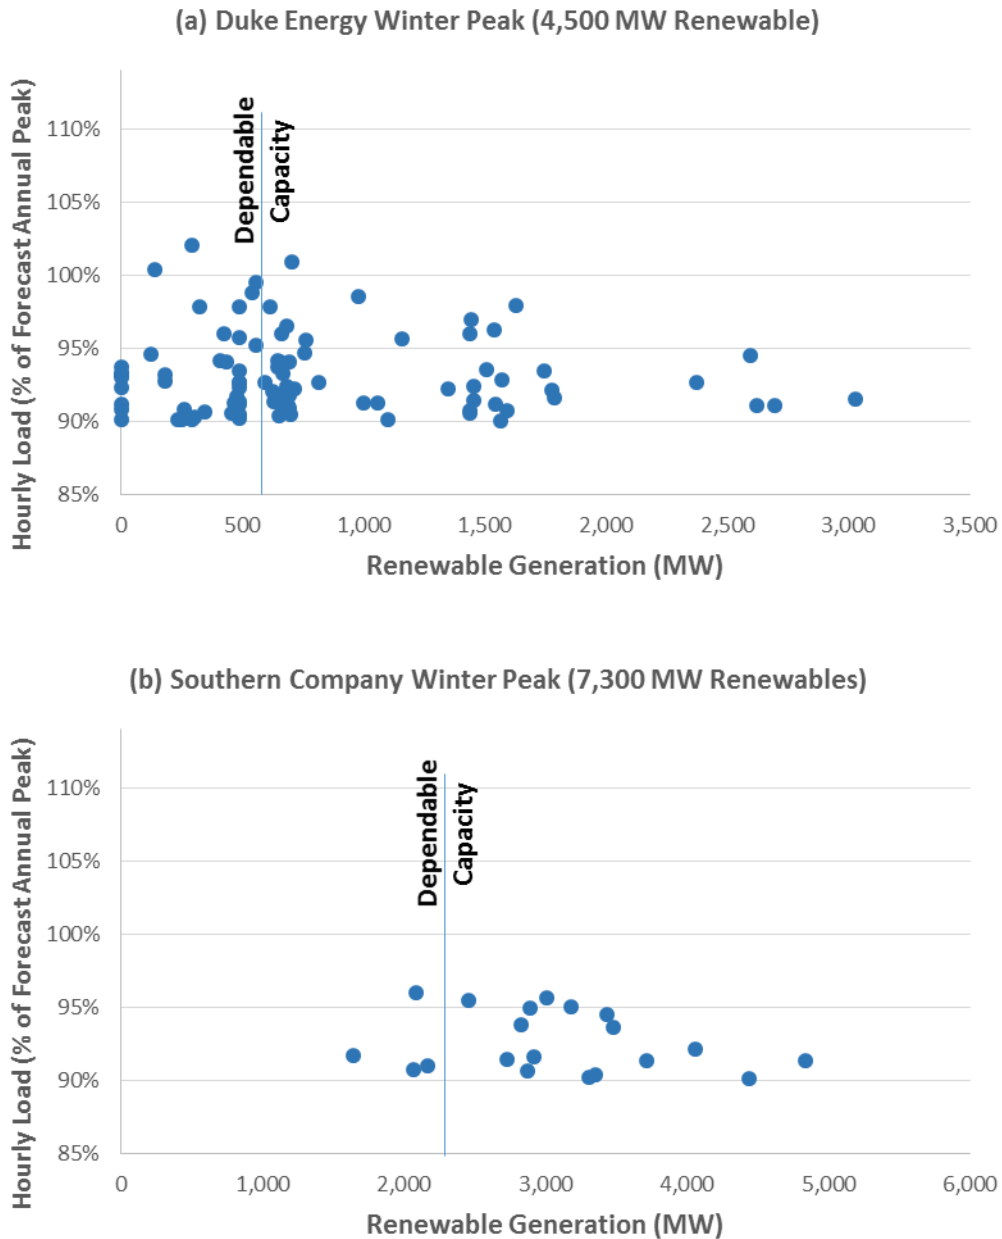 (a) Duke Energy Winter Peak (4,500 MW Renewable)
Hourly Load (% of Forecast Annual Peak)
110%
105%
100%
95%
90%
85%
Dependable
Capacity
0 500 1,000 1,500 2,000 2,500 3,000 3,500
Renewable Generation (MW)
(b) Southern Company Winter Peak (7,300 MW Renewables)
Hourly Load (% of Forecast Annual Peak)
110%
105%
100%
95%
90%
85%
Dependable
Capacity
0 1,000 2,000 3,000 4,000 5,000 6,000
Renewable Generation (MW)